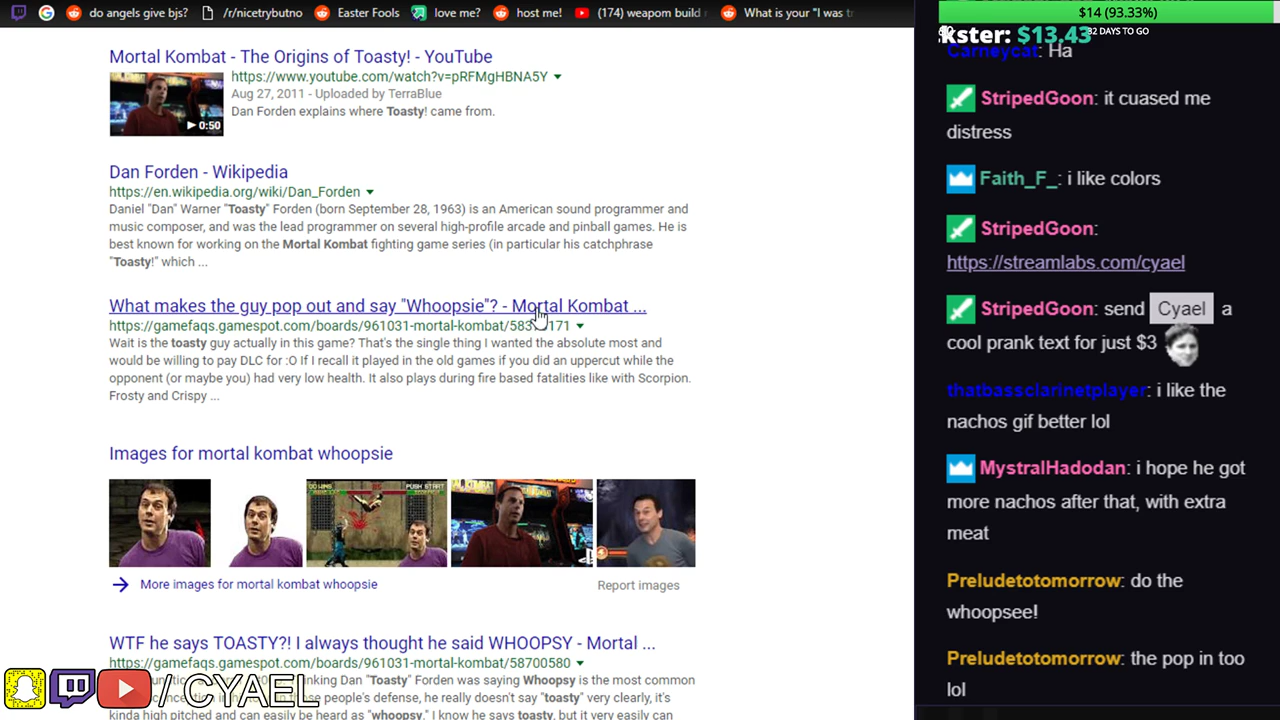 do angels give bjs?
/r/nicetrybutno
Easter Fools
love me?
host me!
(174) weapom build
What is your "I was tr
Mortal Kombat - The Origins of Toasty! - YouTube
https://www.youtube.com/watch?v=pRFMgHBNA5Y
Aug 27, 2011 - Uploaded by TerraBlue
Dan Forden explains where Toasty! came from.
0:50
Dan Forden - Wikipedia
https://en.wikipedia.org/wiki/Dan_Forden
Daniel "Dan" Warner "Toasty" Forden (born September 28, 1963) is an American sound programmer and
music composer, and was the lead programmer on several high-profile arcade and pinball games. He is
best known for working on the Mortal Kombat fighting game series (in particular his catchphrase
"Toasty!" which ...
What makes the guy pop out and say "Whoopsie"? - Mortal Kombat ...
https://gamefaqs.gamespot.com/boards/961031-mortal-kombat/583 171
Wait is the toasty guy actually in this game? That's the single thing I wanted the absolute most and
would be willing to pay DLC for :O If I recall it played in the old games if you did an uppercut while the
opponent (or maybe you) had very low health. It also plays during fire based fatalities like with Scorpion.
Frosty and Crispy ...
Images for mortal kombat whoopsie
PUSH START
More images for mortal kombat whoopsie
Report images
WTF he says TOASTY?! I always thought he said WHOOPSY - Mortal ...
https://gamefaqs.gamespot.com/boards/961031-mortal-kombat/58700580
nking Dan "Toasty" Forden was saying Whoopsy is the most common
people's defense, he really doesn't say "toasty" very clearly, it's
kinda high pitched and can easily be heard as "whoopsy." I know he says toasty, but it very easily can
/ CYAEL
$14 (93.33%)
kster: $13.43
32 DAYS TO GO
Carneycat: Ha
StripedGoon: it cuased me
distress
Faith_F_: i like colors
StripedGoon:
https://streamlabs.com/cyael
StripedGoon: send Cyael a
cool prank text for just $3
thatbassclarinetplayer: i like the
nachos gif better lol
MystralHadodan: i hope he got
more nachos after that, with extra
meat
Preludetotomorrow: do the
whoopsee!
Preludetotomorrow: the pop in too
lol